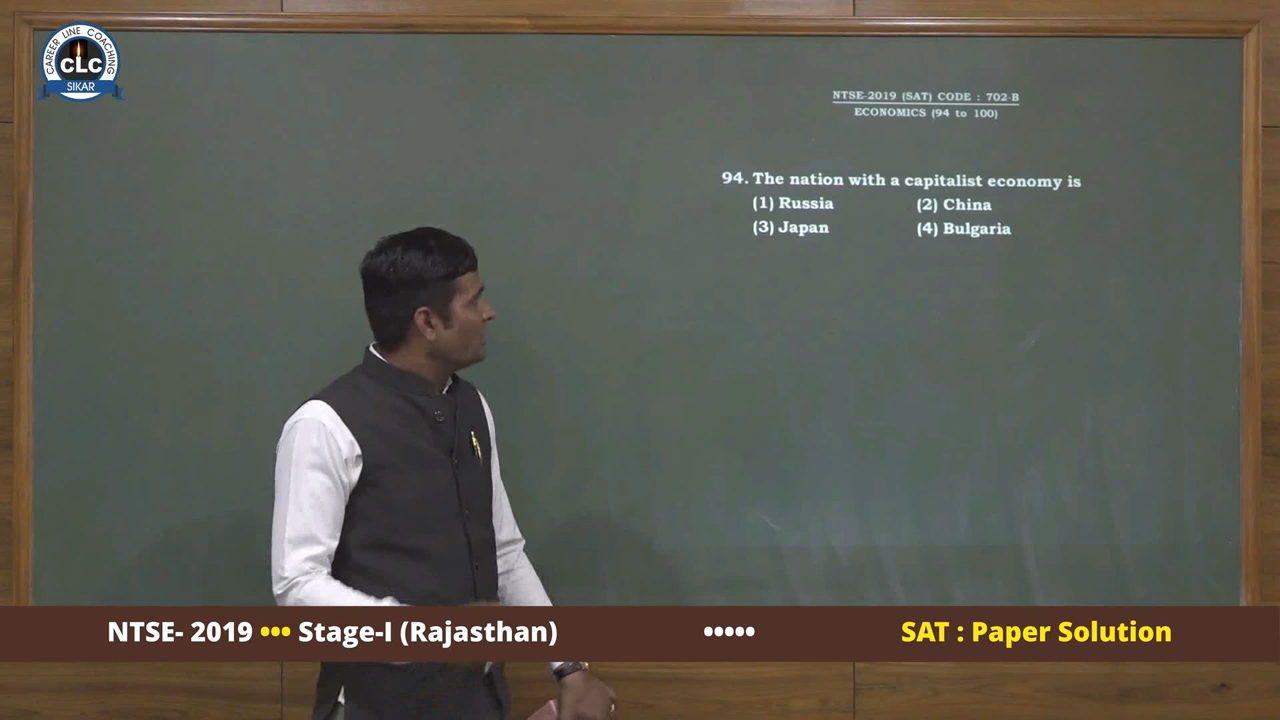 CAREER LINE COACHING
CLC
SIKAR
NTSE-2019 (SAT) CODE : 702-B
ECONOMICS (94 to 100)
94. The nation with a capitalist economy is
(1) Russia (2) China
(3) Japan (4) Bulgaria
NTSE- 2019 ••• Stage-I (Rajasthan) ••••• SAT : Paper Solution